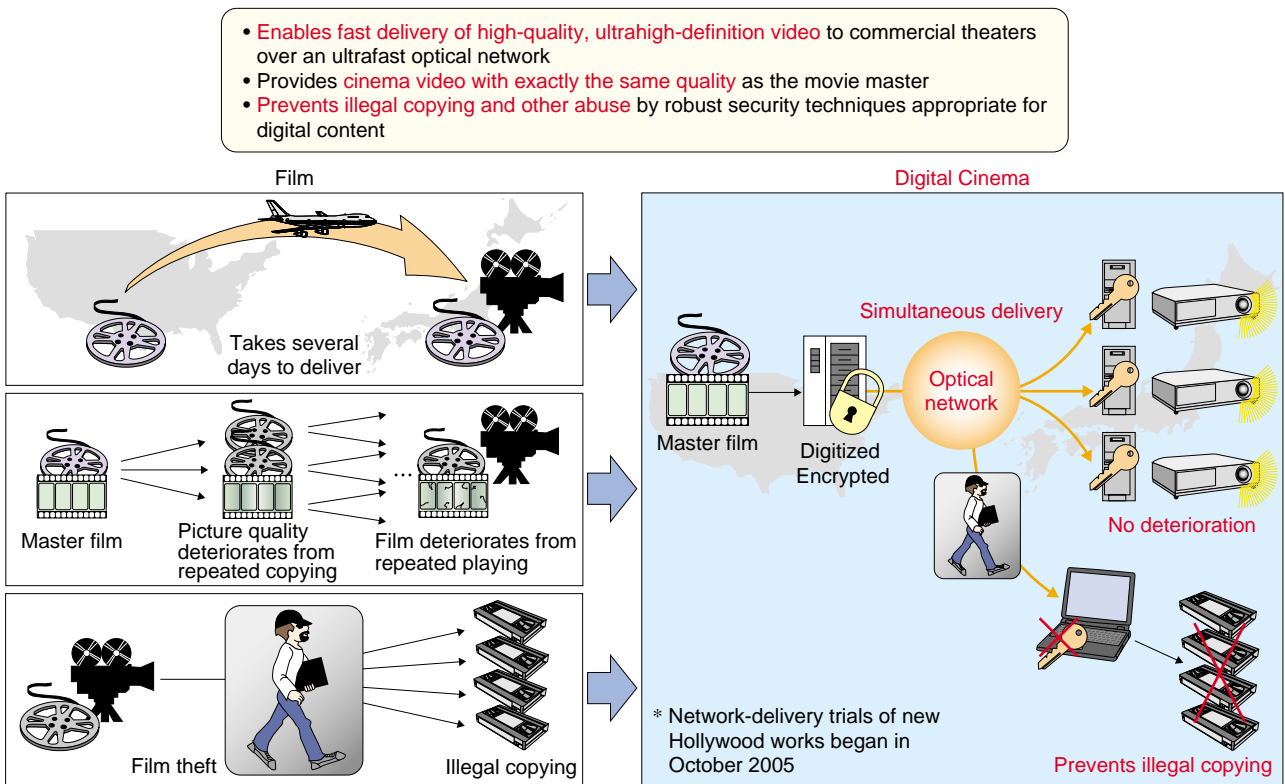 • Enables fast delivery of high-quality, ultrahigh-definition video to commercial theaters
over an ultrafast optical network
• Provides cinema video with exactly the same quality as the movie master
• Prevents illegal copying and other abuse by robust security techniques appropriate for
digital content
Film
Takes several
days to deliver
Master film
Picture quality
deteriorates from
repeated copying
....
Film deteriorates from
repeated playing
Film theft
Illegal copying
Digital Cinema
Simultaneous delivery
Optical
network
Master film
Digitized
Encrypted
No deterioration
* Network-delivery trials of new
Hollywood works began in
October 2005
Prevents illegal copying